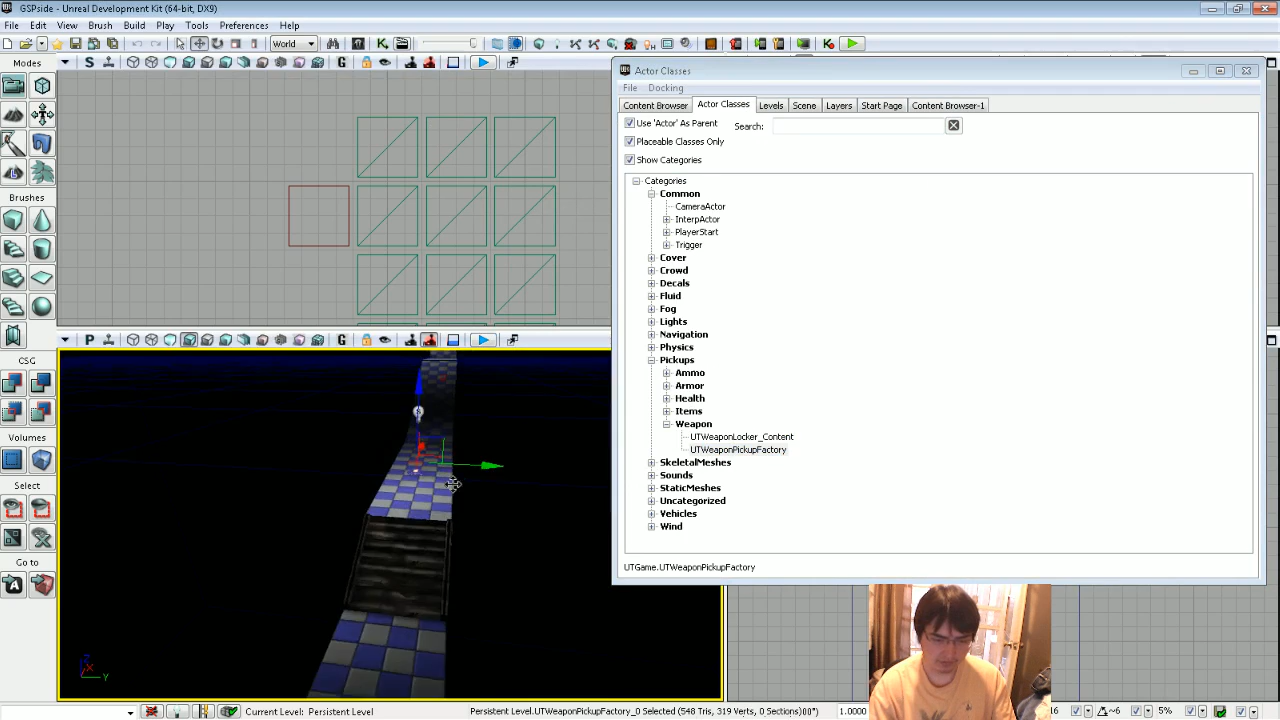 GSPside - Unreal Development Kit (64-bit, DX9)
File Edit View Brush Build Play Tools Preferences Help
World
Modes
Brushes
CSG
Volumes
Select
Go to
S
G
P
G
Z
X
Y
Actor Classes
File Docking
Content Browser Actor Classes Levels Scene Layers Start Page Content Browser-1
Use 'Actor' As Parent
Search:
Placeable Classes Only
Show Categories
Categories
Common
CameraActor
InterpActor
PlayerStart
Trigger
Cover
Crowd
Decals
Fluid
Fog
Lights
Navigation
Physics
Pickups
Ammo
Armor
Health
Items
Weapon
UTWeaponLocker_Content
UTWeaponPickupFactory
SkeletalMeshes
Sounds
StaticMeshes
Uncategorized
Vehicles
Wind
UTGame.UTWeaponPickupFactory
Current Level: Persistent Level
Persistent Level.UTWeaponPickupFactory_0 Selected (548 Tris, 319 Verts, 0 Sections)00")
1.0000
16
~6
5%